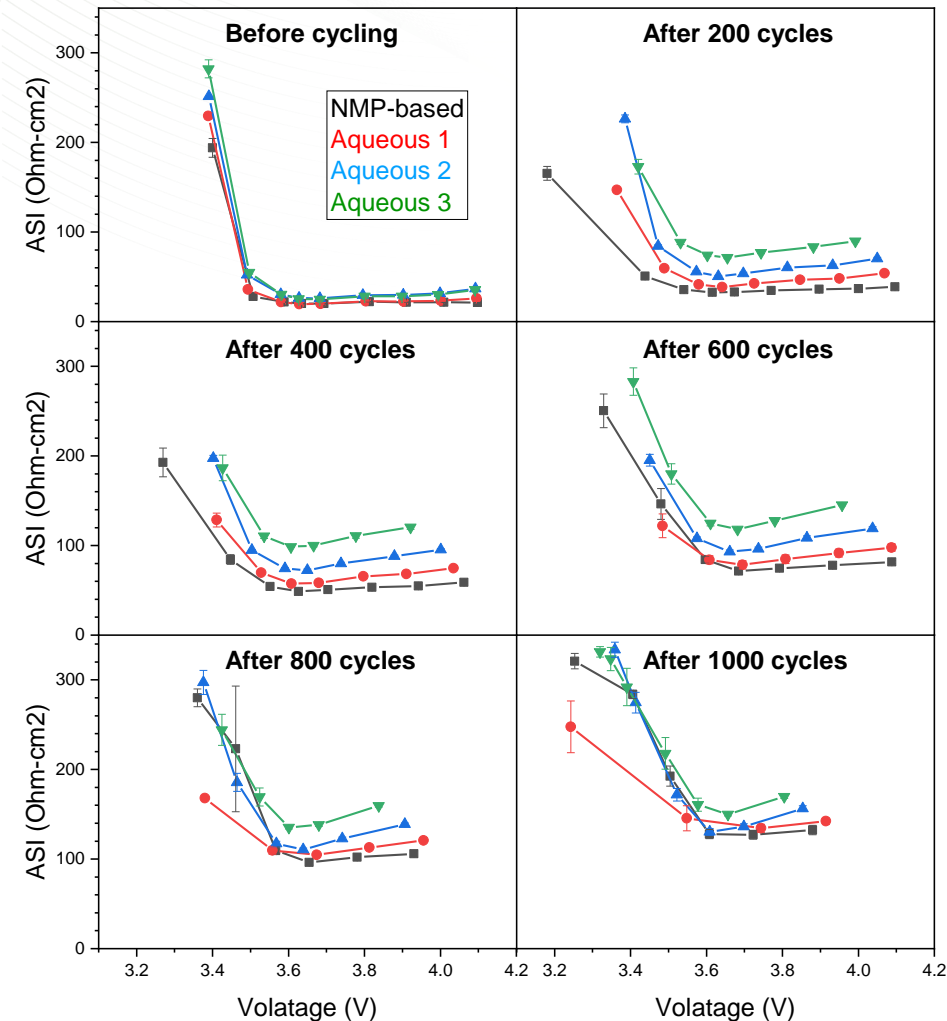 Before cycling
After 200 cycles
300
200
100
0
ASI (Ohm-cm2)
NMP-based
Aqueous 1
Aqueous 2
Aqueous 3
After 400 cycles
After 600 cycles
300
200
100
0
ASI (Ohm-cm2)
After 800 cycles
After 1000 cycles
300
200
100
0
ASI (Ohm-cm2)
3.2 3.4 3.6 3.8 4.0 4.2
3.2 3.4 3.6 3.8 4.0 4.2
Volatage (V)
Volatage (V)